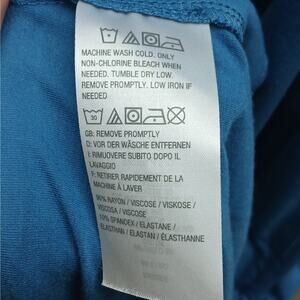 MACHINE WASH COLD. ONLY
NON-CHLORINE BLEACH WHEN
NEEDED. TUMBLE DRY LOW.
REMOVE PROMPTLY. LOW IRON IF
NEEDED
30
GB: REMOVE PROMPTLY
D: VOR DER WÄSCHE ENTFERNEN
I: RIMUOVERE SUBITO DOPO IL
LAVAGGIO
F: RETIRER RAPIDEMENT DE LA
MACHINE À LAVER
90% RAYON / VISCOSE / VISKOSE /
VISCOSA / VISCOSE
10% SPANDEX / ELASTANE /
ELASTHAN / ELASTAN / ÉLASTHANNE